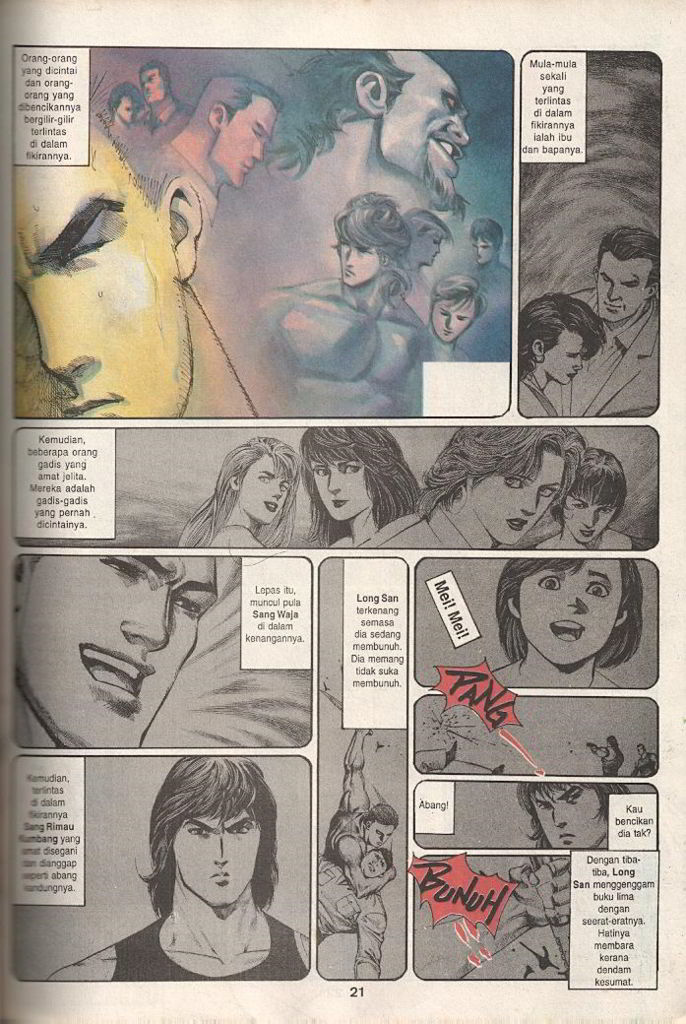 Orang-orang
yang dicintai
dan orang-
orang yang
dibencikannya
bergilir-gilir
terlintas
di dalam
fikirannya.
Mula-mula
sekali
yang
terlintas
di dalam
fikirannya
ialah ibu
dan bapanya.
Kemudian,
beberapa orang
gadis yang
amat jelita.
Mereka adalah
gadis-gadis
yang pernah
dicintainya.
Lepas itu,
muncul pula
Sang Waja
di dalam
kenangannya.
Kemudian,
terlintas
di dalam
fikirannya
Sang Rimau
Kumbang yang
amat disegani
dan dianggap
seperti abang
kandungnya.
Long San
terkenang
semasa
dia sedang
membunuh.
Dia memang
tidak suka
membunuh.
Mei! Mei!
PANG
Abang!
Kau
bencikan
dia tak?
BUNUH
Dengan tiba-
tiba, Long
San menggenggam
buku lima
dengan
seerat-eratnya.
Hatinya
membara
kerana
dendam
kesumat.
21